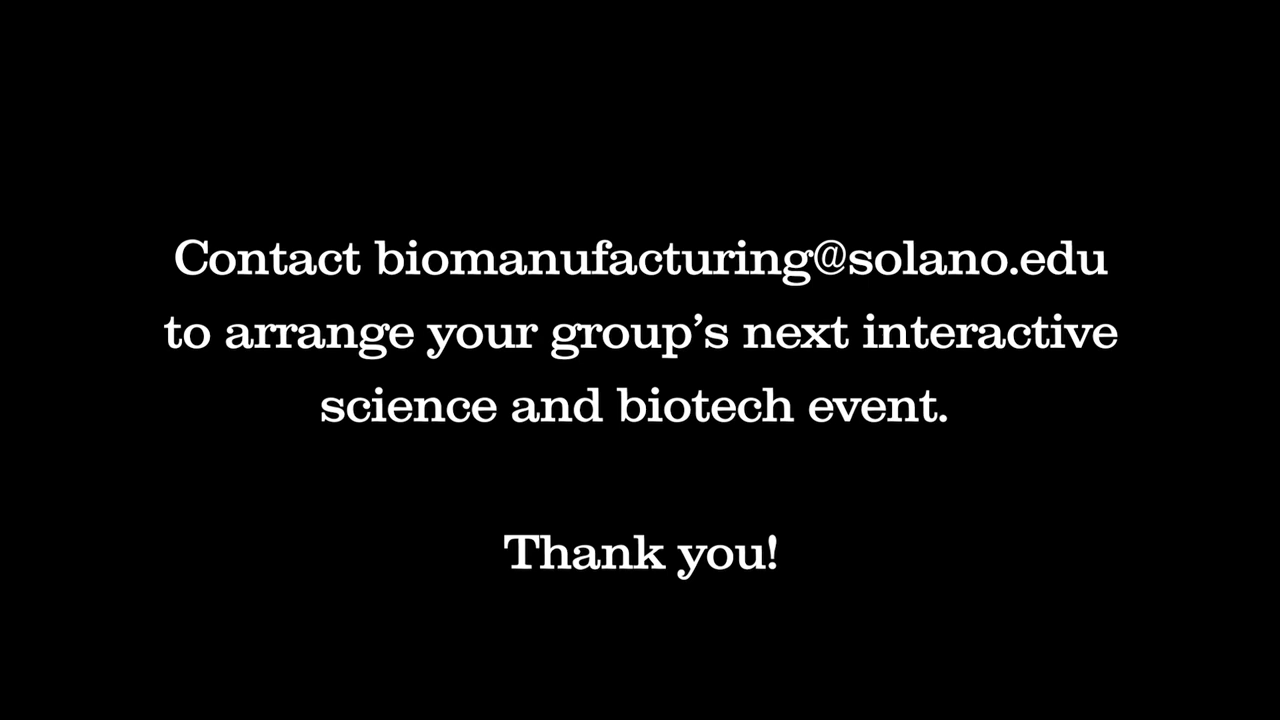 Contact biomanufacturing@solano.edu
to arrange your group’s next interactive
science and biotech event.
Thank you!